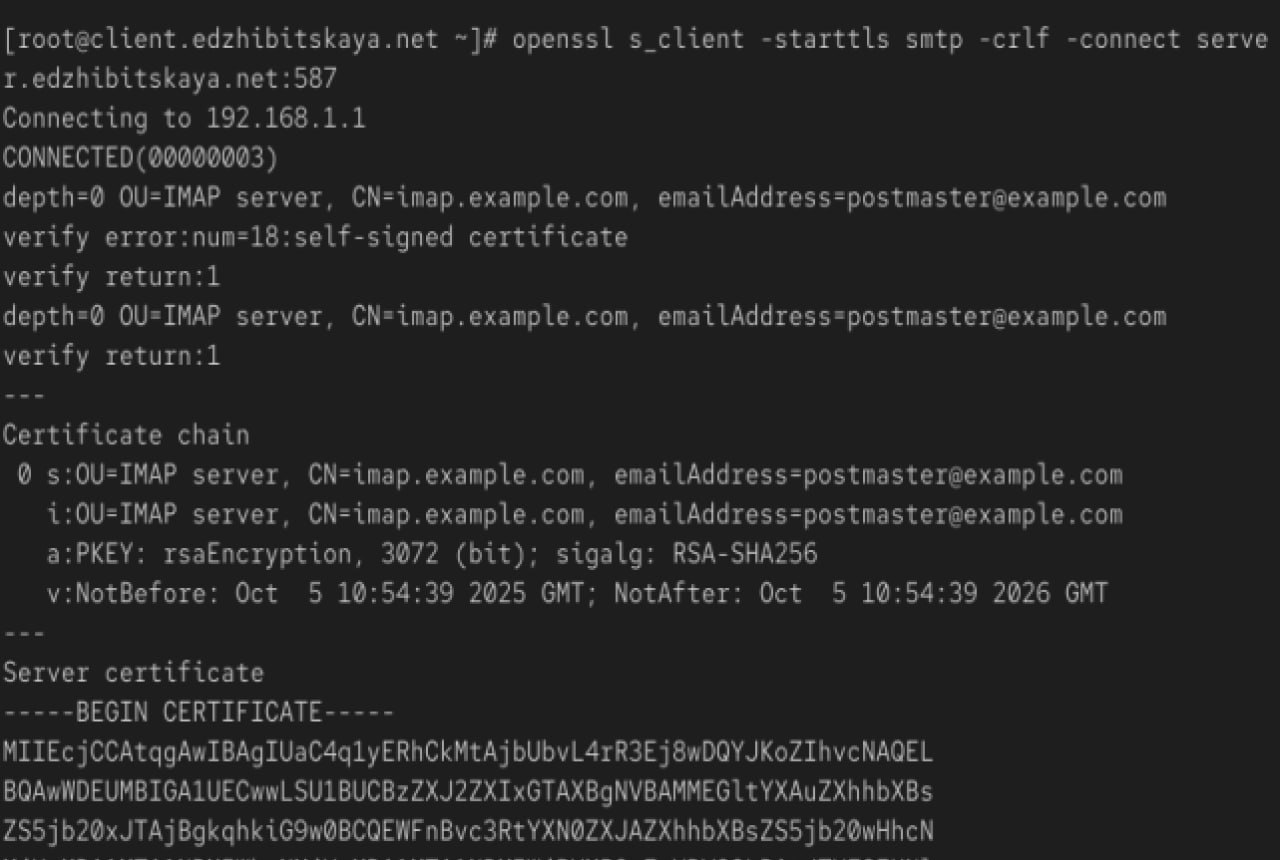 [root@client.edzhibitskaya.net ~]# openssl s_client -starttls smtp -crlf -connect serve
r.edzhibitskaya.net:587
Connecting to 192.168.1.1
CONNECTED(00000003)
depth=0 OU=IMAP server, CN=imap.example.com, emailAddress=postmaster@example.com
verify error:num=18:self-signed certificate
verify return:1
depth=0 OU=IMAP server, CN=imap.example.com, emailAddress=postmaster@example.com
verify return:1
---
Certificate chain
 0 s:OU=IMAP server, CN=imap.example.com, emailAddress=postmaster@example.com
   i:OU=IMAP server, CN=imap.example.com, emailAddress=postmaster@example.com
   a:PKEY: rsaEncryption, 3072 (bit); sigalg: RSA-SHA256
   v:NotBefore: Oct  5 10:54:39 2025 GMT; NotAfter: Oct  5 10:54:39 2026 GMT
---
Server certificate
-----BEGIN CERTIFICATE-----
MIIEcjCCAtqgAwIBAgIUaC4q1yERhCkMtAjbUbvL4rR3Ej8wDQYJKoZIhvcNAQEL
BQAwWDEUMBIGA1UECwwLSU1BUCBzZXJ2ZXIxGTAXBgNVBAMMEGltYXAuZXhhbXBs
ZS5jb20xJTAjBgkqhkiG9w0BCQEWFnBvc3RtYXN0ZXJAZXhhbXBsZS5jb20wHhcN